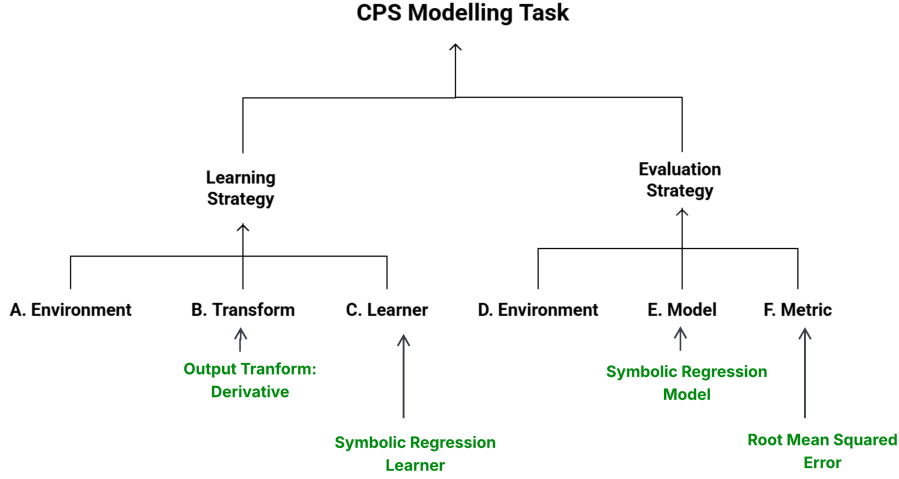 CPS Modelling Task
Learning
Strategy
Evaluation
Strategy
A. Environment
B. Transform
C. Learner
D. Environment
E. Model
F. Metric
Output Tranform:
Derivative
Symbolic Regression
Learner
Symbolic Regression
Model
Root Mean Squared
Error